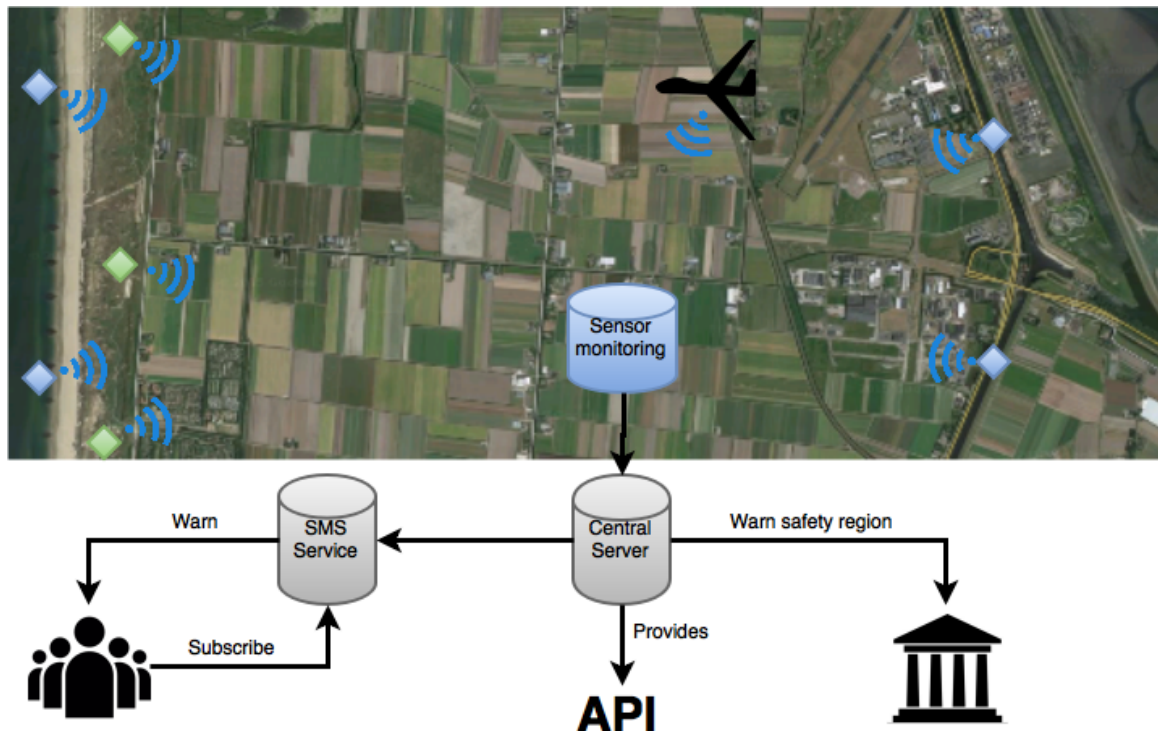 Sensor
monitoring
Warn
SMS
Service
Central
Server
Warn safety region
Subscribe
Provides
API